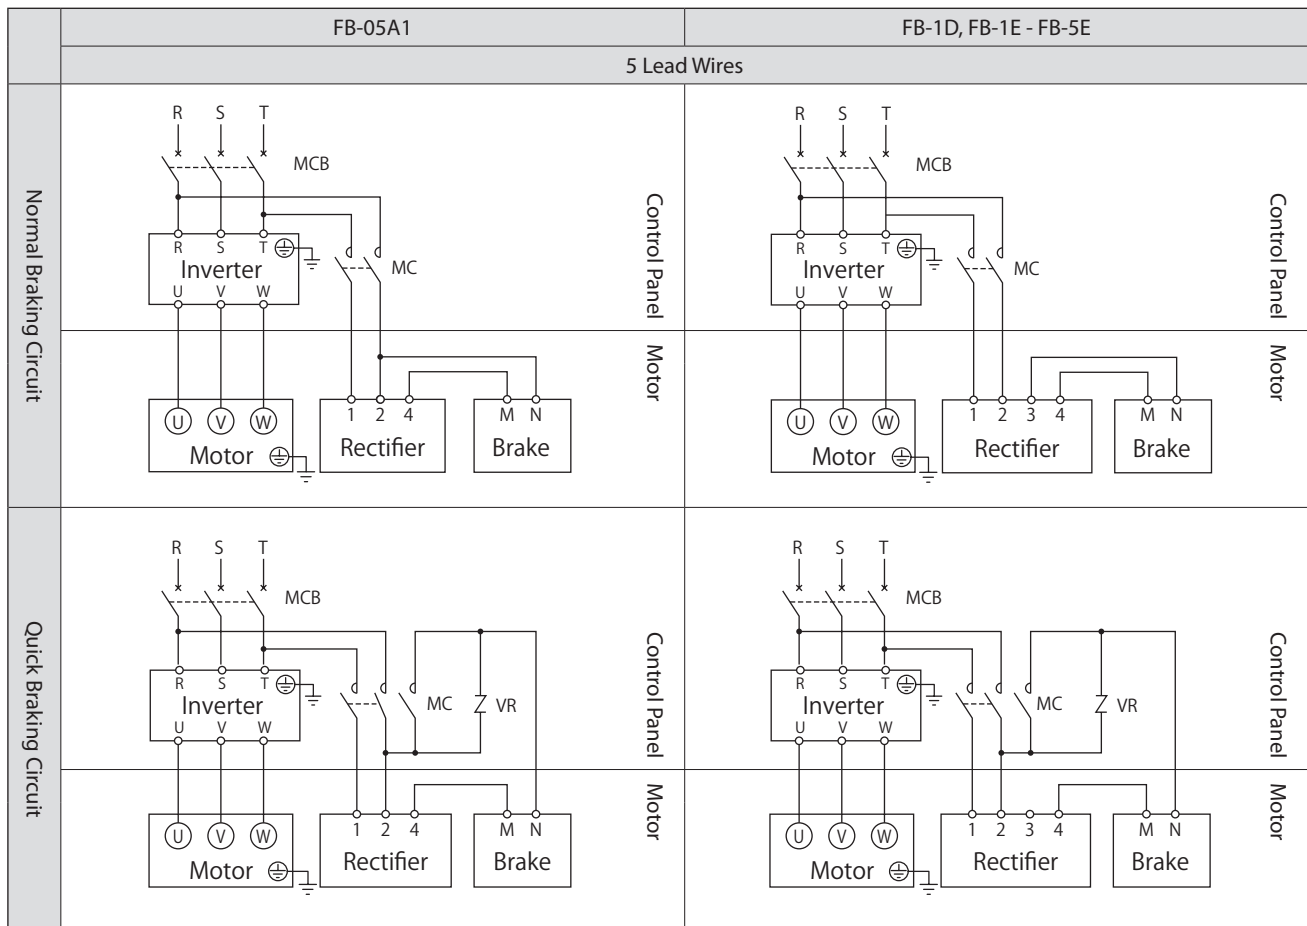 FB-05A1
FB-1D, FB-1E - FB-5E
5 Lead Wires
Normal Braking Circuit
R S T
MCB
R S T
Inverter
U V W
MC
Control Panel
Motor
U V W
Motor
1 2 4
Rectifier
M N
Brake
R S T
MCB
R S T
Inverter
U V W
MC
Control Panel
Motor
U V W
Motor
1 2 3 4
Rectifier
M N
Brake
Quick Braking Circuit
R S T
MCB
R S T
Inverter
U V W
MC
VR
Control Panel
Motor
U V W
Motor
1 2 4
Rectifier
M N
Brake
R S T
MCB
R S T
Inverter
U V W
MC
VR
Control Panel
Motor
U V W
Motor
1 2 3 4
Rectifier
M N
Brake